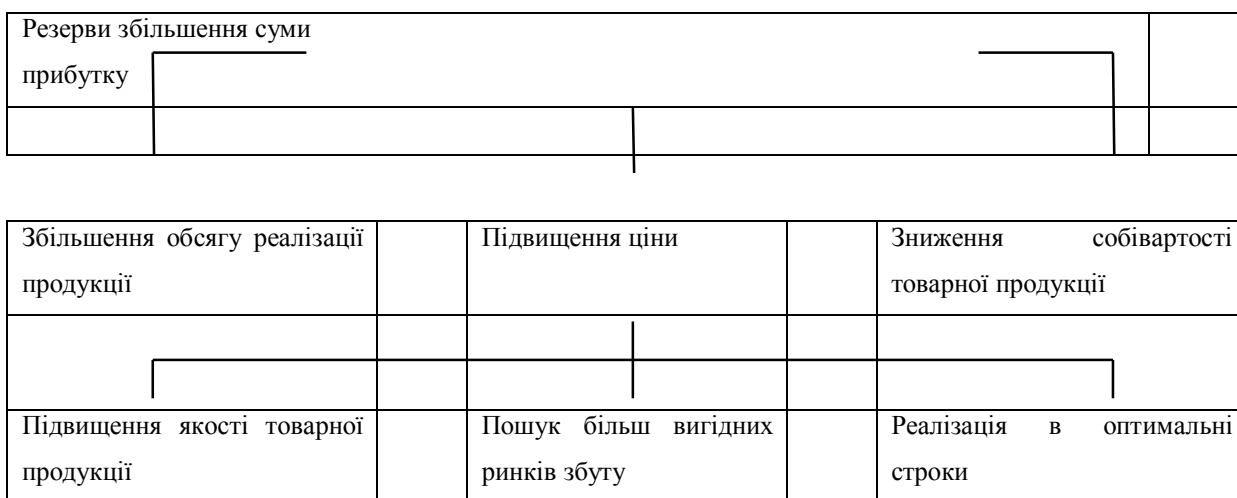 Резерви збільшення суми
прибутку
Збільшення обсягу реалізації
продукції
Підвищення ціни
Зниження собівартості
товарної продукції
Підвищення якості товарної
продукції
Пошук більш вигідних
ринків збуту
Реалізація в оптимальні
строки